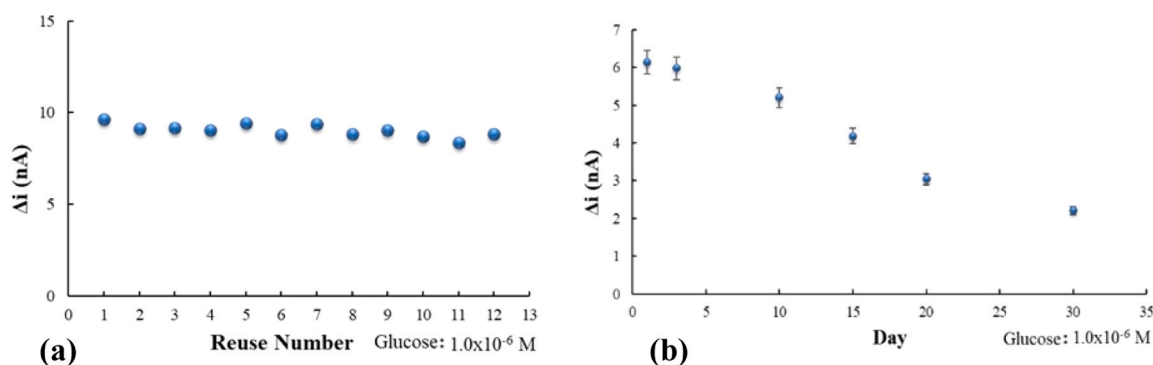 15
10
5
0
Δi (nA)
0 1 2 3 4 5 6 7 8 9 10 11 12 13
(a) Reuse Number Glucose: 1.0x10⁻⁶ M
7
6
5
4
3
2
1
0
Δi (nA)
0 5 10 15 20 25 30 35
(b) Day Glucose: 1.0x10⁻⁶ M